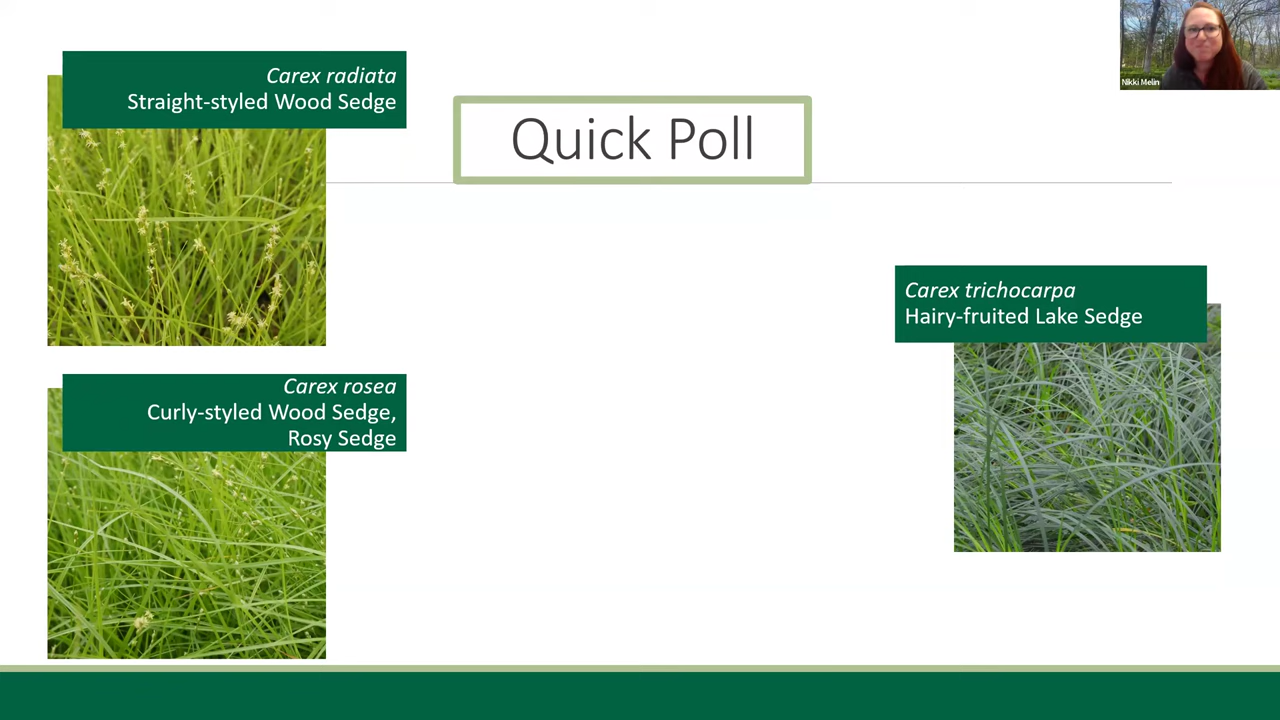 Carex radiata
Straight-styled Wood Sedge
Nikki Melin
Quick Poll
Carex trichocarpa
Hairy-fruited Lake Sedge
Carex rosea
Curly-styled Wood Sedge,
Rosy Sedge